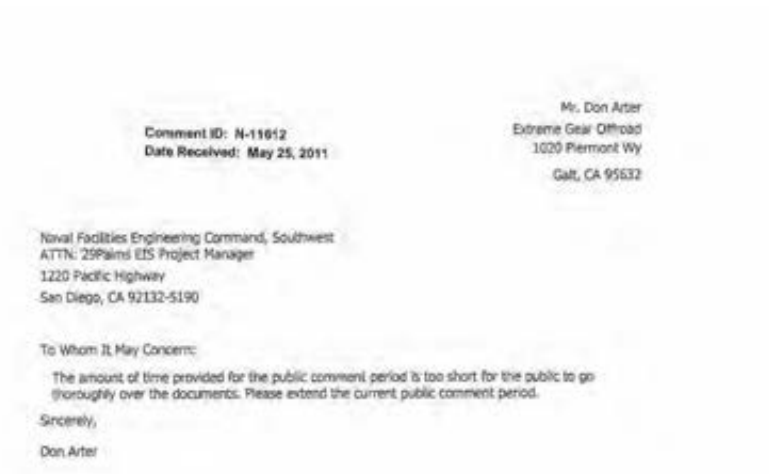 Mr. Don Arter
Extreme Gear Offroad
1020 Piermont Wy
Galt, CA 95632
Comment ID: N-11612
Date Received: May 25, 2011
Naval Facilities Engineering Command, Southwest
ATTN: 29Palms EIS Project Manager
1220 Pacific Highway
San Diego, CA 92132-5190
To Whom It May Concern:
The amount of time provided for the public comment period is too short for the public to go
thoroughly over the documents. Please extend the current public comment period.
Sincerely,
Don Arter